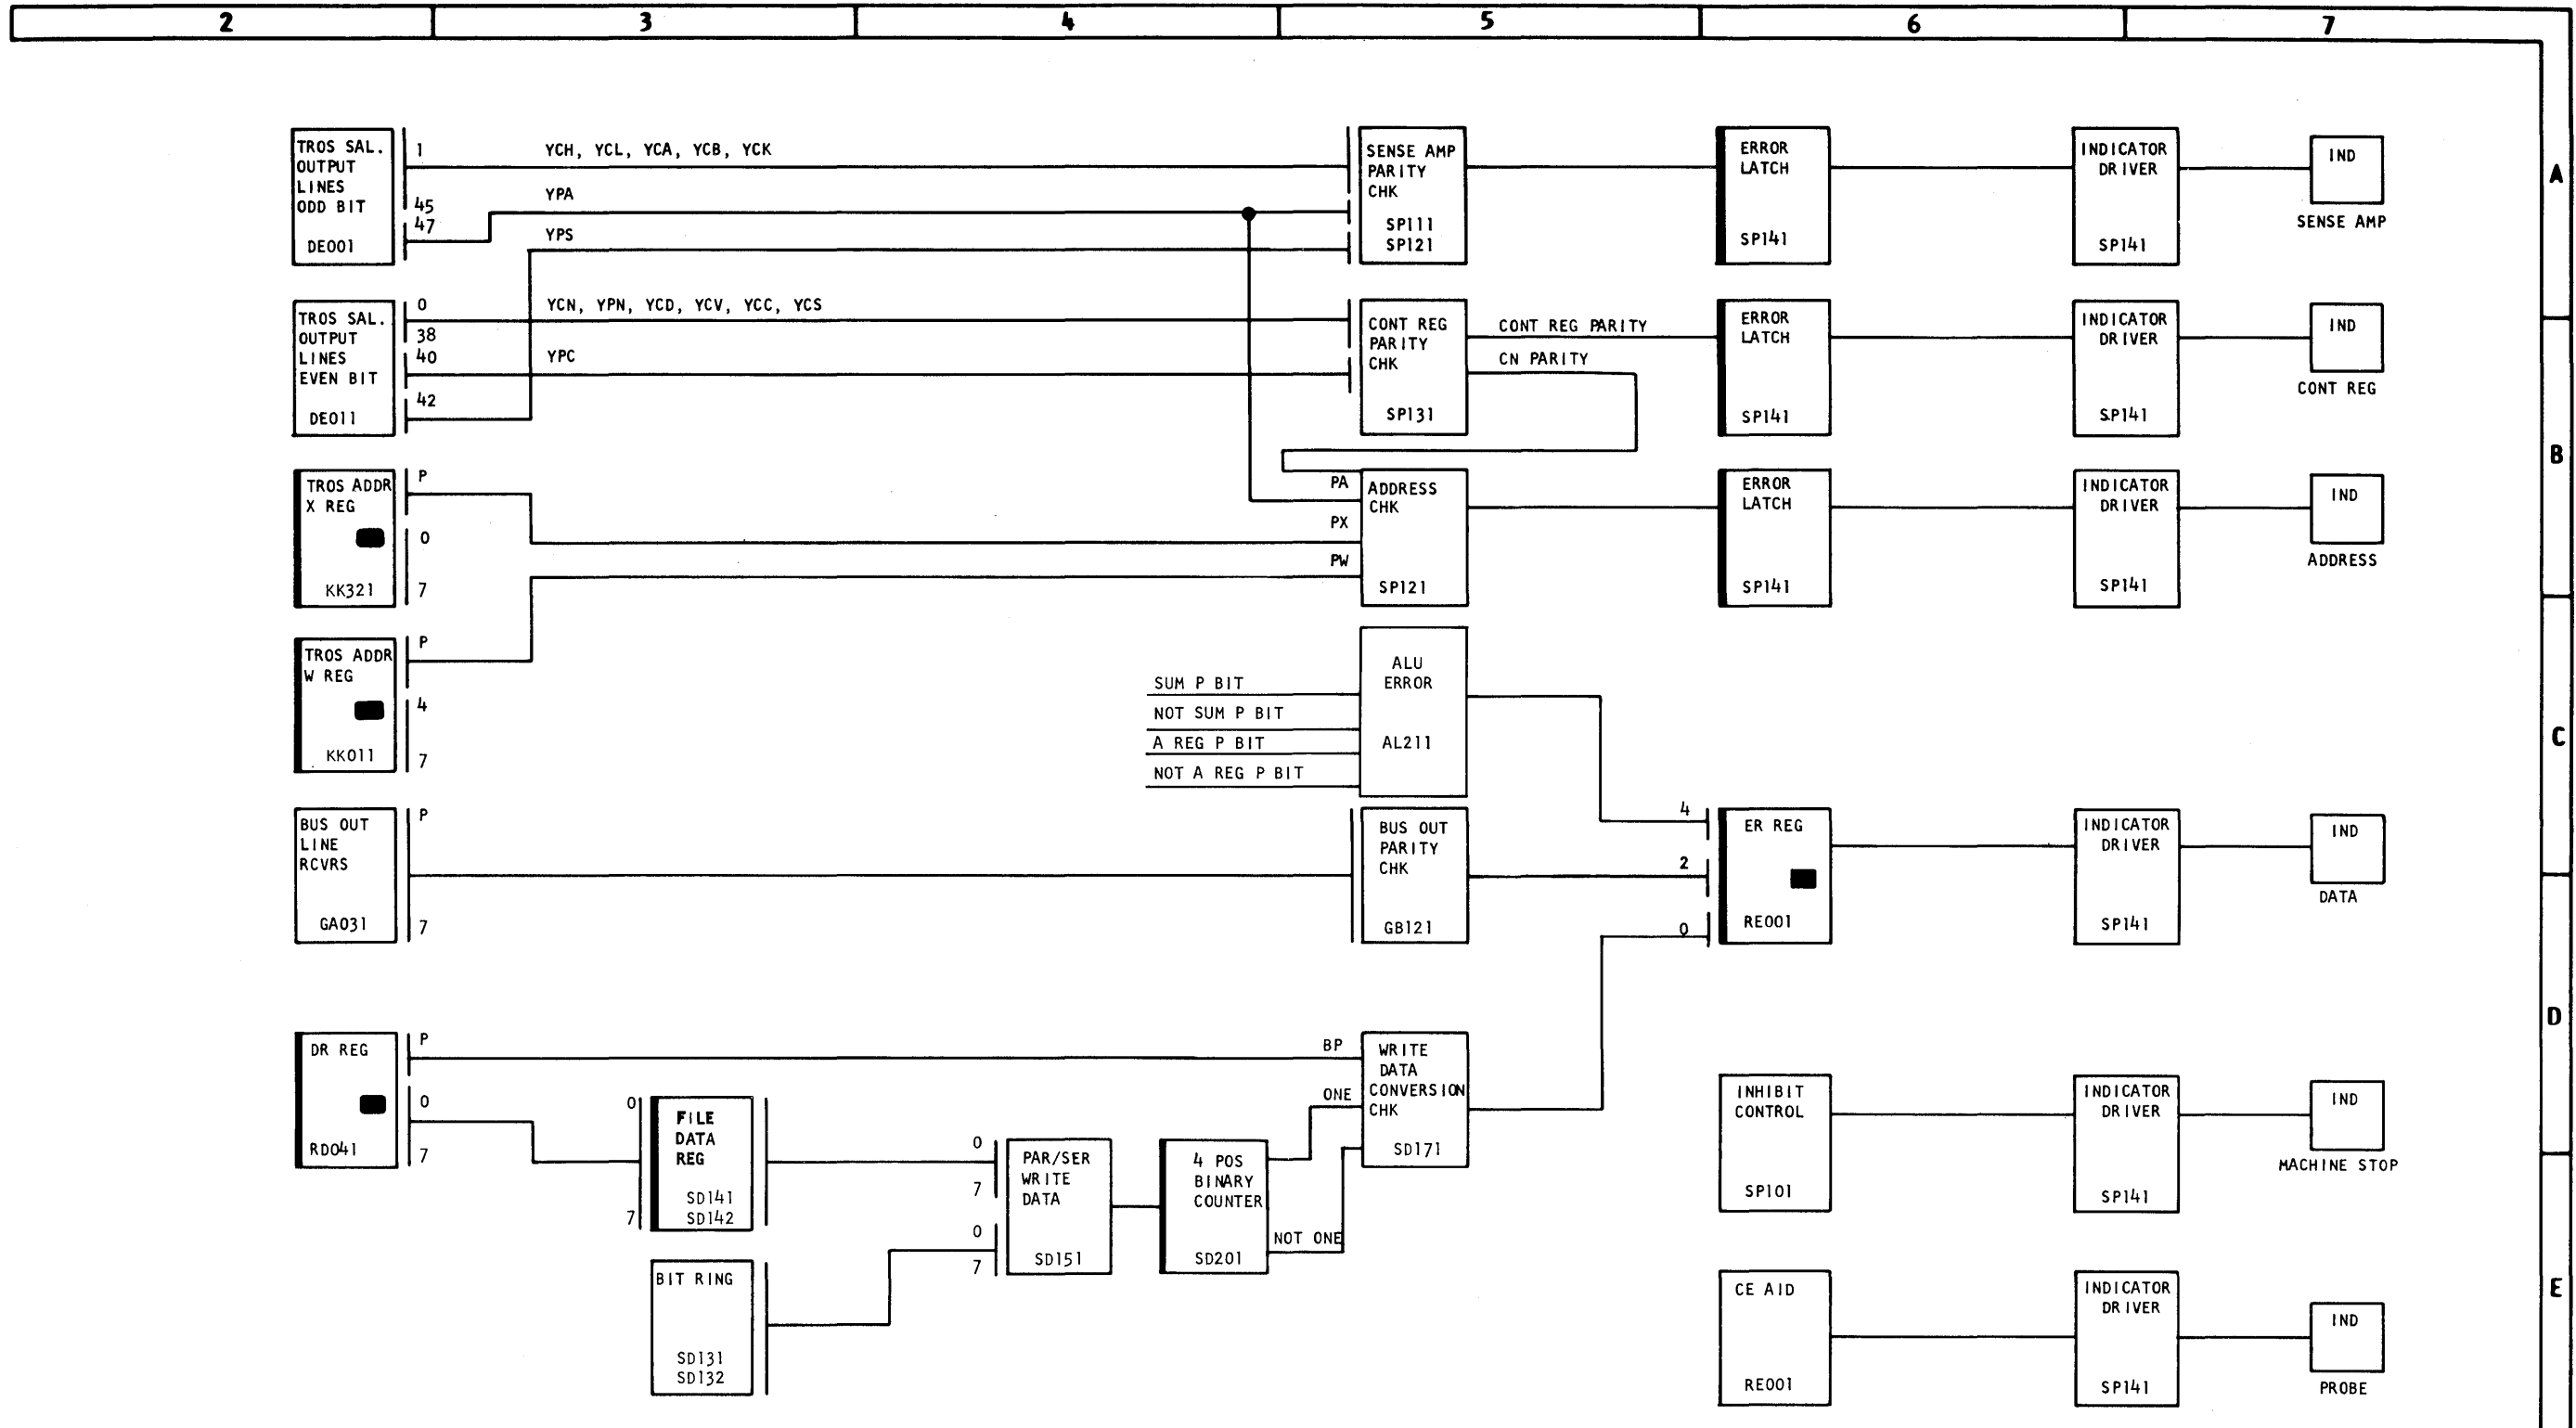 2
3
4
5
6
7
A
B
C
D
E
TROS SAL.
OUTPUT
LINES
ODD BIT
DE001
1
45
47
YCH, YCL, YCA, YCB, YCK
YPA
YPS
SENSE AMP
PARITY
CHK
SP111
SP121
ERROR
LATCH
SP141
INDICATOR
DRIVER
SP141
IND
SENSE AMP
TROS SAL.
OUTPUT
LINES
EVEN BIT
DE011
0
38
40
42
YCN, YPN, YCD, YCV, YCC, YCS
YPC
CONT REG
PARITY
CHK
SP131
CONT REG PARITY
CN PARITY
ERROR
LATCH
SP141
INDICATOR
DRIVER
SP141
IND
CONT REG
TROS ADDR
X REG
KK321
P
0
7
PA
PX
PW
ADDRESS
CHK
SP121
ERROR
LATCH
SP141
INDICATOR
DRIVER
SP141
IND
ADDRESS
TROS ADDR
W REG
KK011
P
4
7
SUM P BIT
NOT SUM P BIT
A REG P BIT
NOT A REG P BIT
ALU
ERROR
AL211
BUS OUT
LINE
RCVRS
GA031
P
7
BUS OUT
PARITY
CHK
GB121
4
2
0
ER REG
RE001
INDICATOR
DRIVER
SP141
IND
DATA
DR REG
RD041
P
0
7
0
7
FILE
DATA
REG
SD141
SD142
BIT RING
SD131
SD132
0
7
0
7
PAR/SER
WRITE
DATA
SD151
4 POS
BINARY
COUNTER
SD201
BP
ONE
NOT ONE
WRITE
DATA
CONVERSION
CHK
SD171
INHIBIT
CONTROL
SP101
INDICATOR
DRIVER
SP141
IND
MACHINE STOP
CE AID
RE001
INDICATOR
DRIVER
SP141
IND
PROBE